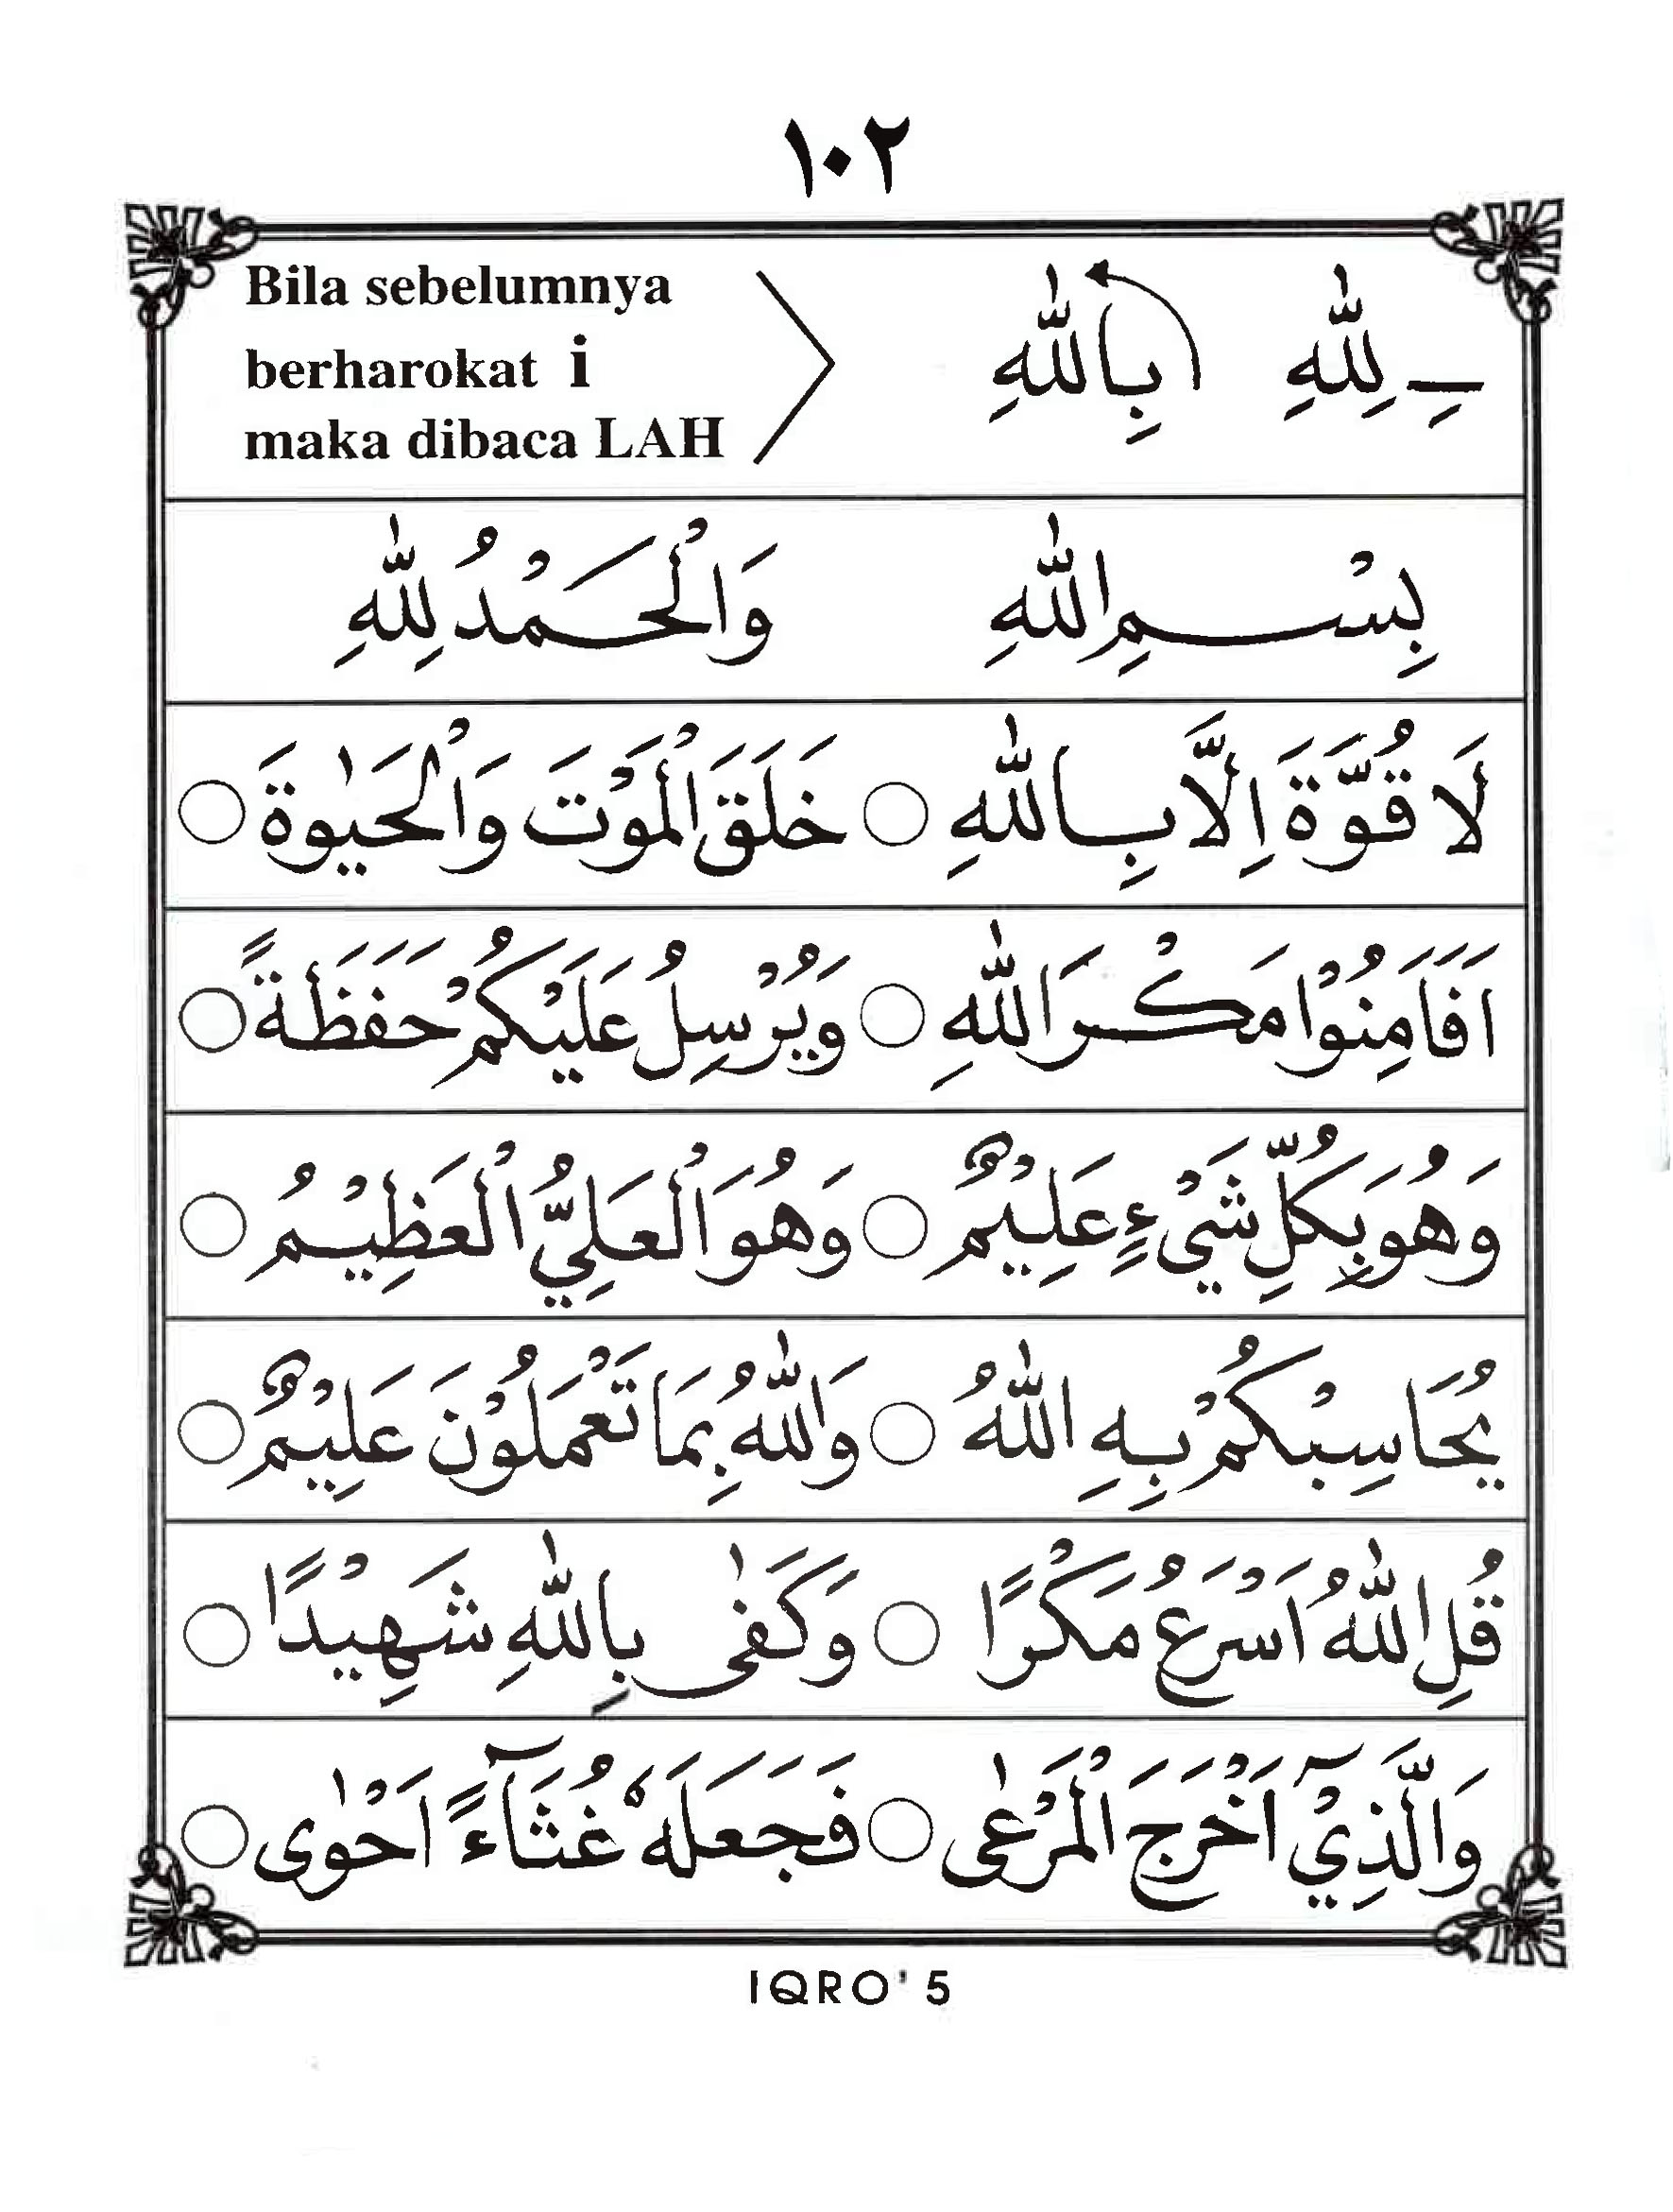 ١٠٢
ـِ لِلّٰهِ بِاللّٰهِ
Bila sebelumnya
berharokat i
maka dibaca LAH
بِسْمِ اللّٰهِ وَالْحَمْدُ لِلّٰهِ
لَا قُوَّةَ اِلَّا بِاللّٰهِ ○ خَلَقَ الْمَوْتَ وَالْحَيٰوةَ ○
اَفَاَمِنُوْا مَكْرَ اللّٰهِ ○ وَيُرْسِلُ عَلَيْكُمْ حَفَظَةً ○
وَهُوَ بِكُلِّ شَيْءٍ عَلِيْمٌ ○ وَهُوَ الْعَلِيُّ الْعَظِيْمُ ○
يُحَاسِبْكُمْ بِهِ اللّٰهُ ○ وَاللّٰهُ بِمَا تَعْمَلُوْنَ عَلِيْمٌ ○
قُلِ اللّٰهُ اَسْرَعُ مَكْرًا ○ وَكَفٰى بِاللّٰهِ شَهِيْدًا ○
وَالَّذِيْٓ اَخْرَجَ الْمَرْعٰى ○ فَجَعَلَهٗ غُثَآءً اَحْوٰى ○
IQRO' 5